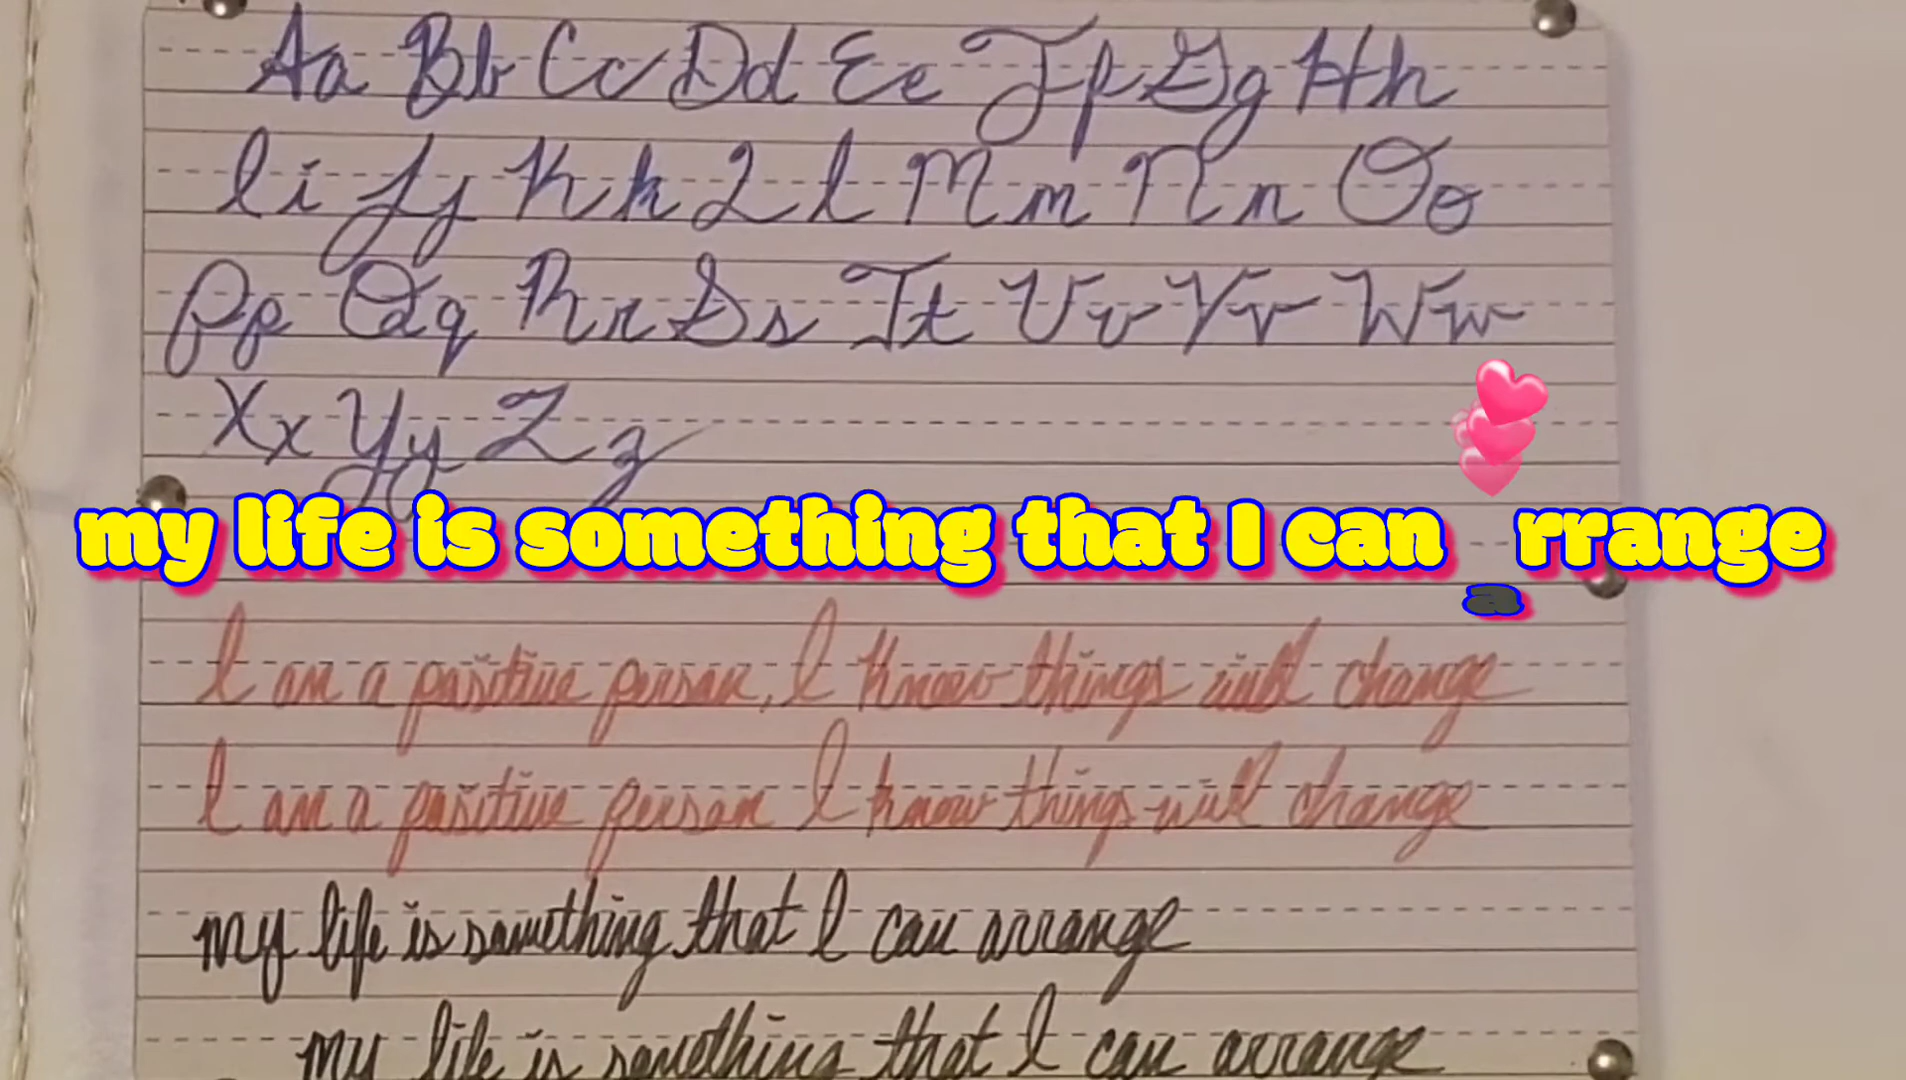 Aa Bb Cc Dd Ee Ff Gg Hh
Ii Jj Kk Ll Mm Nn Oo
Pp Qq Rr Ss Tt Uu Vv Ww
Xx Yy Zz
my life is something that I can _rrange
a
I am a positive person, I know things will change
I am a positive person I know things will change
my life is something that I can arrange
my life is something that I can arrange